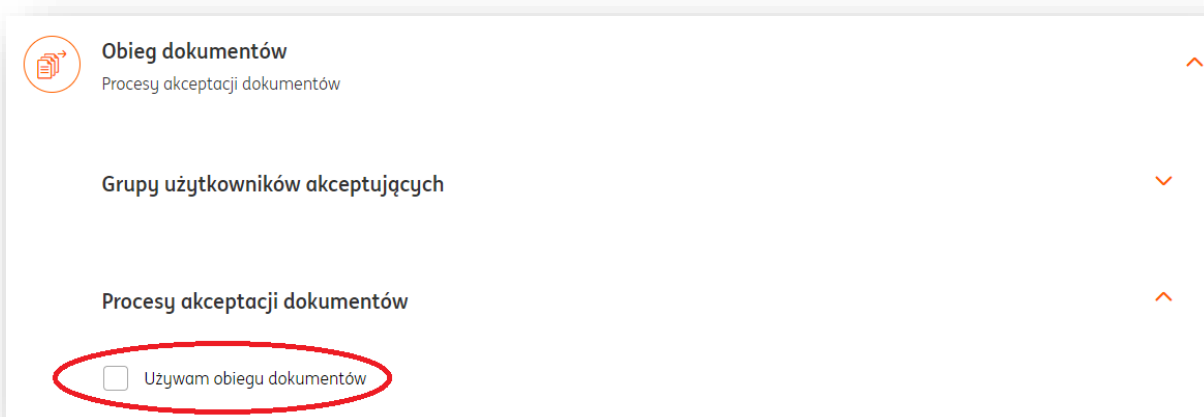 Obieg dokumentów
Procesy akceptacji dokumentów
Grupy użytkowników akceptujących
Procesy akceptacji dokumentów
Używam obiegu dokumentów